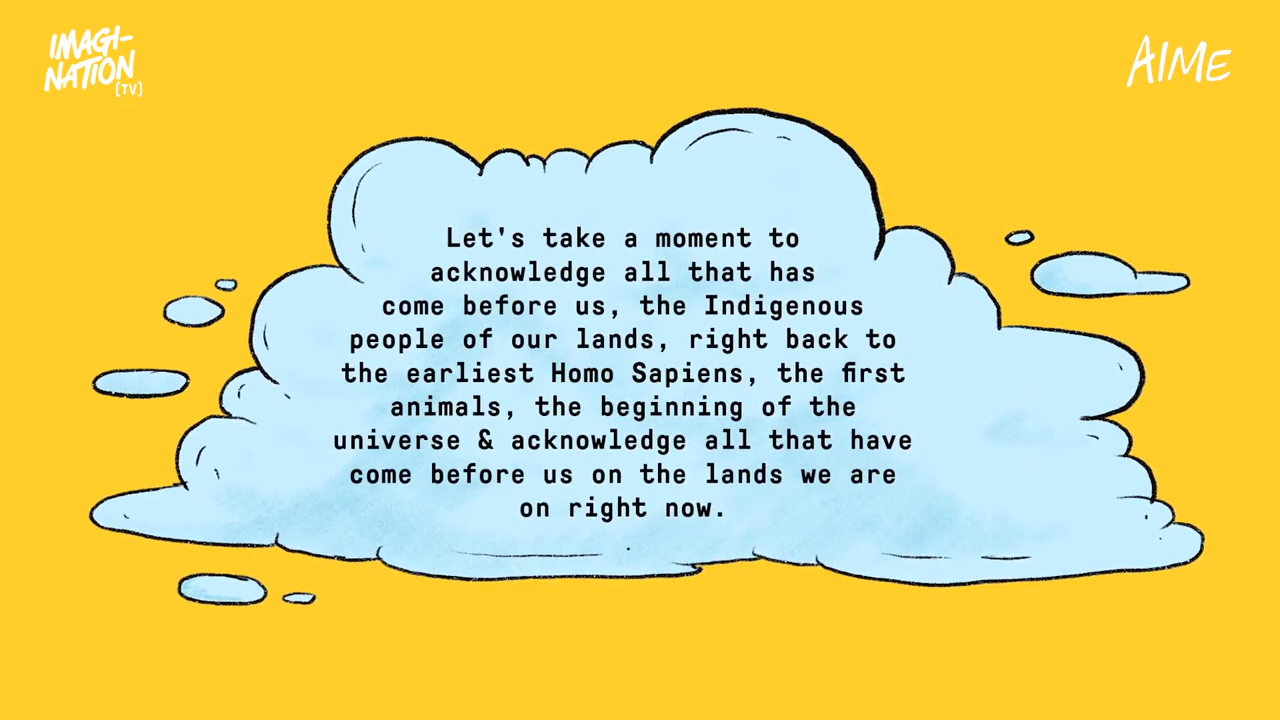 IMAGI-
NATION
[TV]
AIME
Let's take a moment to
acknowledge all that has
come before us, the Indigenous
people of our lands, right back to
the earliest Homo Sapiens, the first
animals, the beginning of the
universe & acknowledge all that have
come before us on the lands we are
on right now.